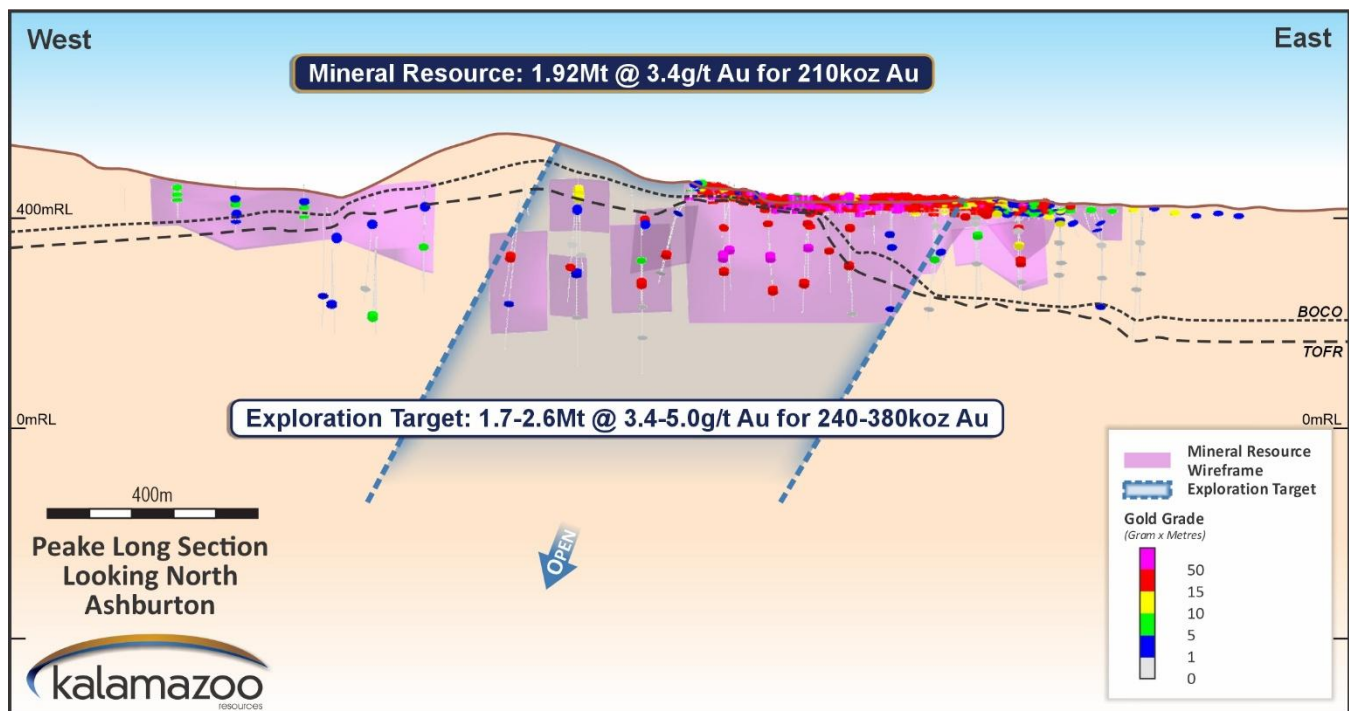 West
East
Mineral Resource: 1.92Mt @ 3.4g/t Au for 210koz Au
400mRL
BOCO
TOFR
Exploration Target: 1.7-2.6Mt @ 3.4-5.0g/t Au for 240-380koz Au
0mRL
0mRL
400m
Peake Long Section
Looking North
Ashburton
OPEN
kalamazoo
resources
Mineral Resource
Wireframe
Exploration Target
Gold Grade
(Gram x Metres)
50
15
10
5
1
0